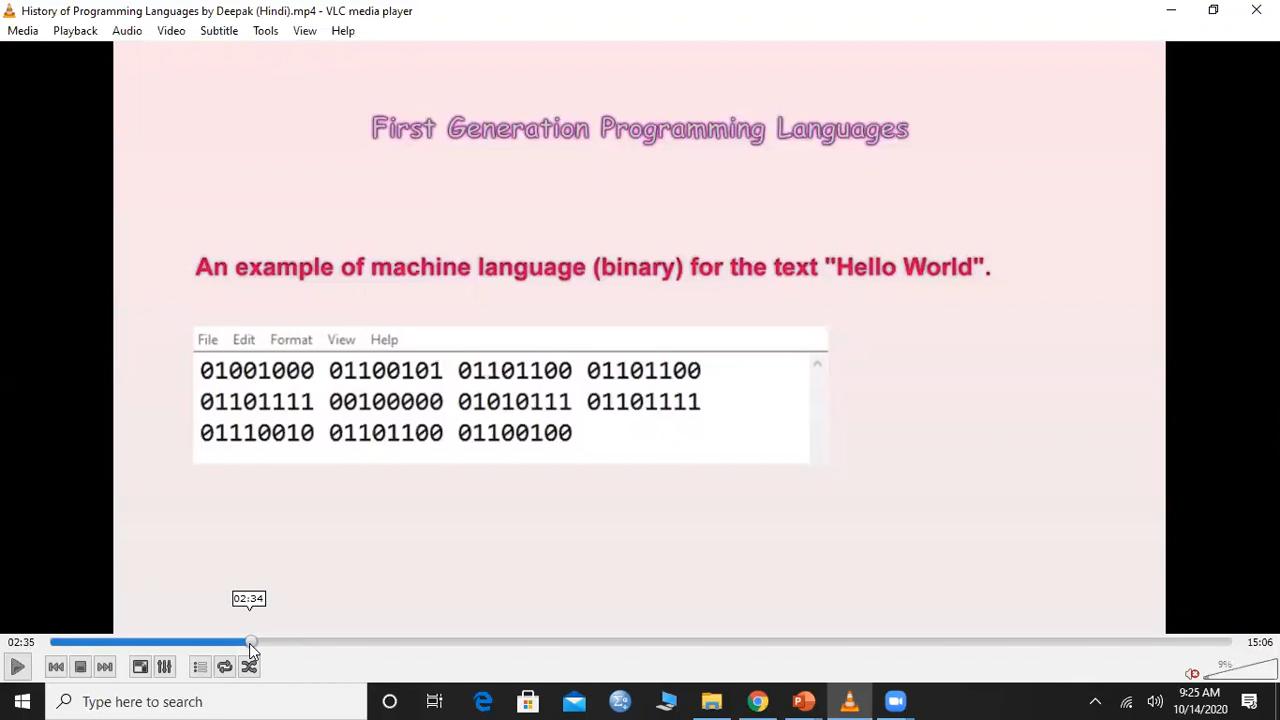 History of Programming Languages by Deepak (Hindi).mp4 - VLC media player
Media Playback Audio Video Subtitle Tools View Help
First Generation Programming Languages
An example of machine language (binary) for the text "Hello World".
File Edit Format View Help
01001000 01100101 01101100 01101100
01101111 00100000 01010111 01101111
01110010 01101100 01100100
02:34
02:35
15:06
9%
Type here to search
9:25 AM
10/14/2020